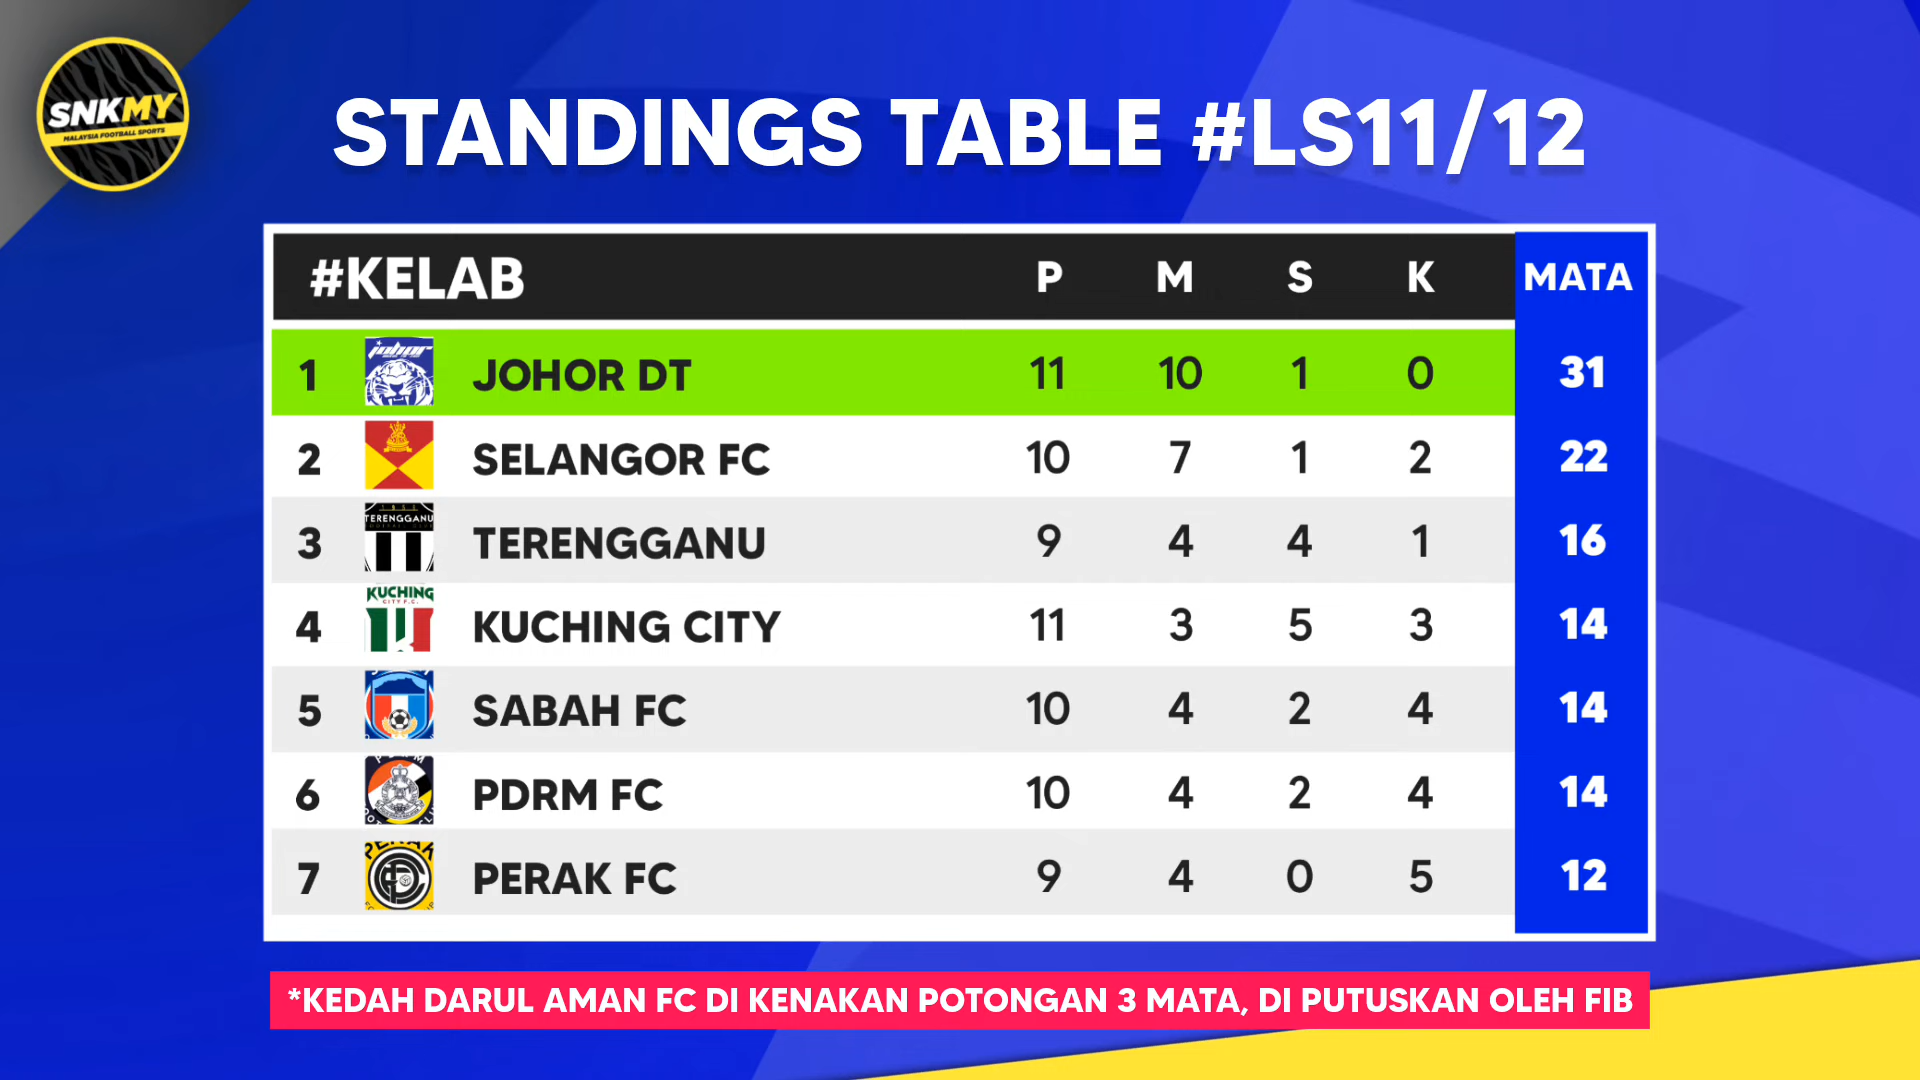 SNKMY
MALAYSIA FOOTBALL SPORTS
STANDINGS TABLE #LS11/12
#KELAB P M S K MATA
1 JOHOR DT 11 10 1 0 31
2 SELANGOR FC 10 7 1 2 22
TERENGGANU
3 TERENGGANU 9 4 4 1 16
KUCHING
CITY F.C.
4 KUCHING CITY 11 3 5 3 14
5 SABAH FC 10 4 2 4 14
6 PDRM FC 10 4 2 4 14
7 PERAK FC 9 4 0 5 12
*KEDAH DARUL AMAN FC DI KENAKAN POTONGAN 3 MATA, DI PUTUSKAN OLEH FIB